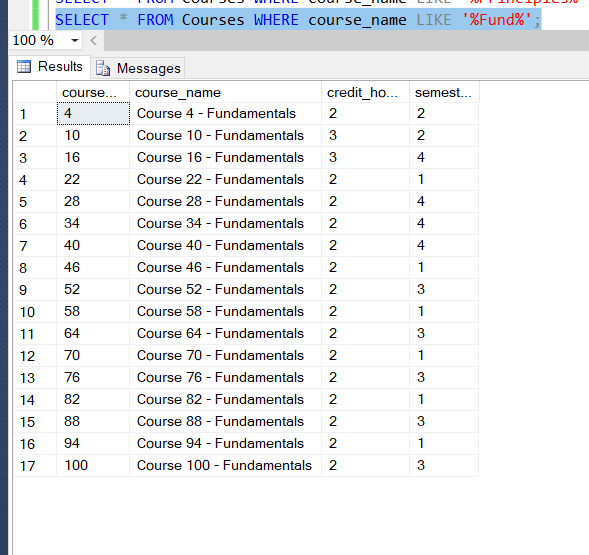 SELECT * FROM Courses WHERE course_name LIKE '%Principles%'
SELECT * FROM Courses WHERE course_name LIKE '%Fund%';
100 %
Results Messages
course... course_name credit_ho... semest...
1 4 Course 4 - Fundamentals 2 2
2 10 Course 10 - Fundamentals 3 2
3 16 Course 16 - Fundamentals 3 4
4 22 Course 22 - Fundamentals 2 1
5 28 Course 28 - Fundamentals 2 4
6 34 Course 34 - Fundamentals 2 4
7 40 Course 40 - Fundamentals 2 4
8 46 Course 46 - Fundamentals 2 1
9 52 Course 52 - Fundamentals 2 3
10 58 Course 58 - Fundamentals 2 1
11 64 Course 64 - Fundamentals 2 3
12 70 Course 70 - Fundamentals 2 1
13 76 Course 76 - Fundamentals 2 3
14 82 Course 82 - Fundamentals 2 1
15 88 Course 88 - Fundamentals 2 3
16 94 Course 94 - Fundamentals 2 1
17 100 Course 100 - Fundamentals 2 3